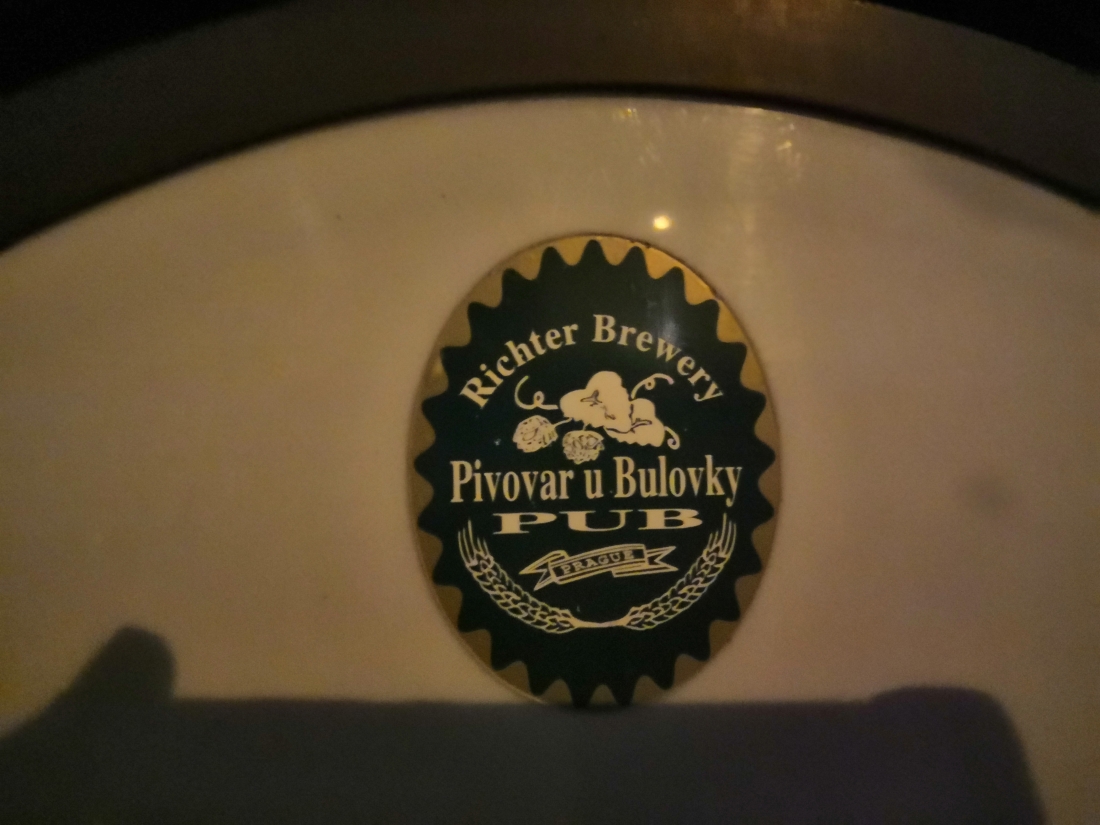 Richter Brewery
Pivovar u Bulovky
PUB
PRAGUE